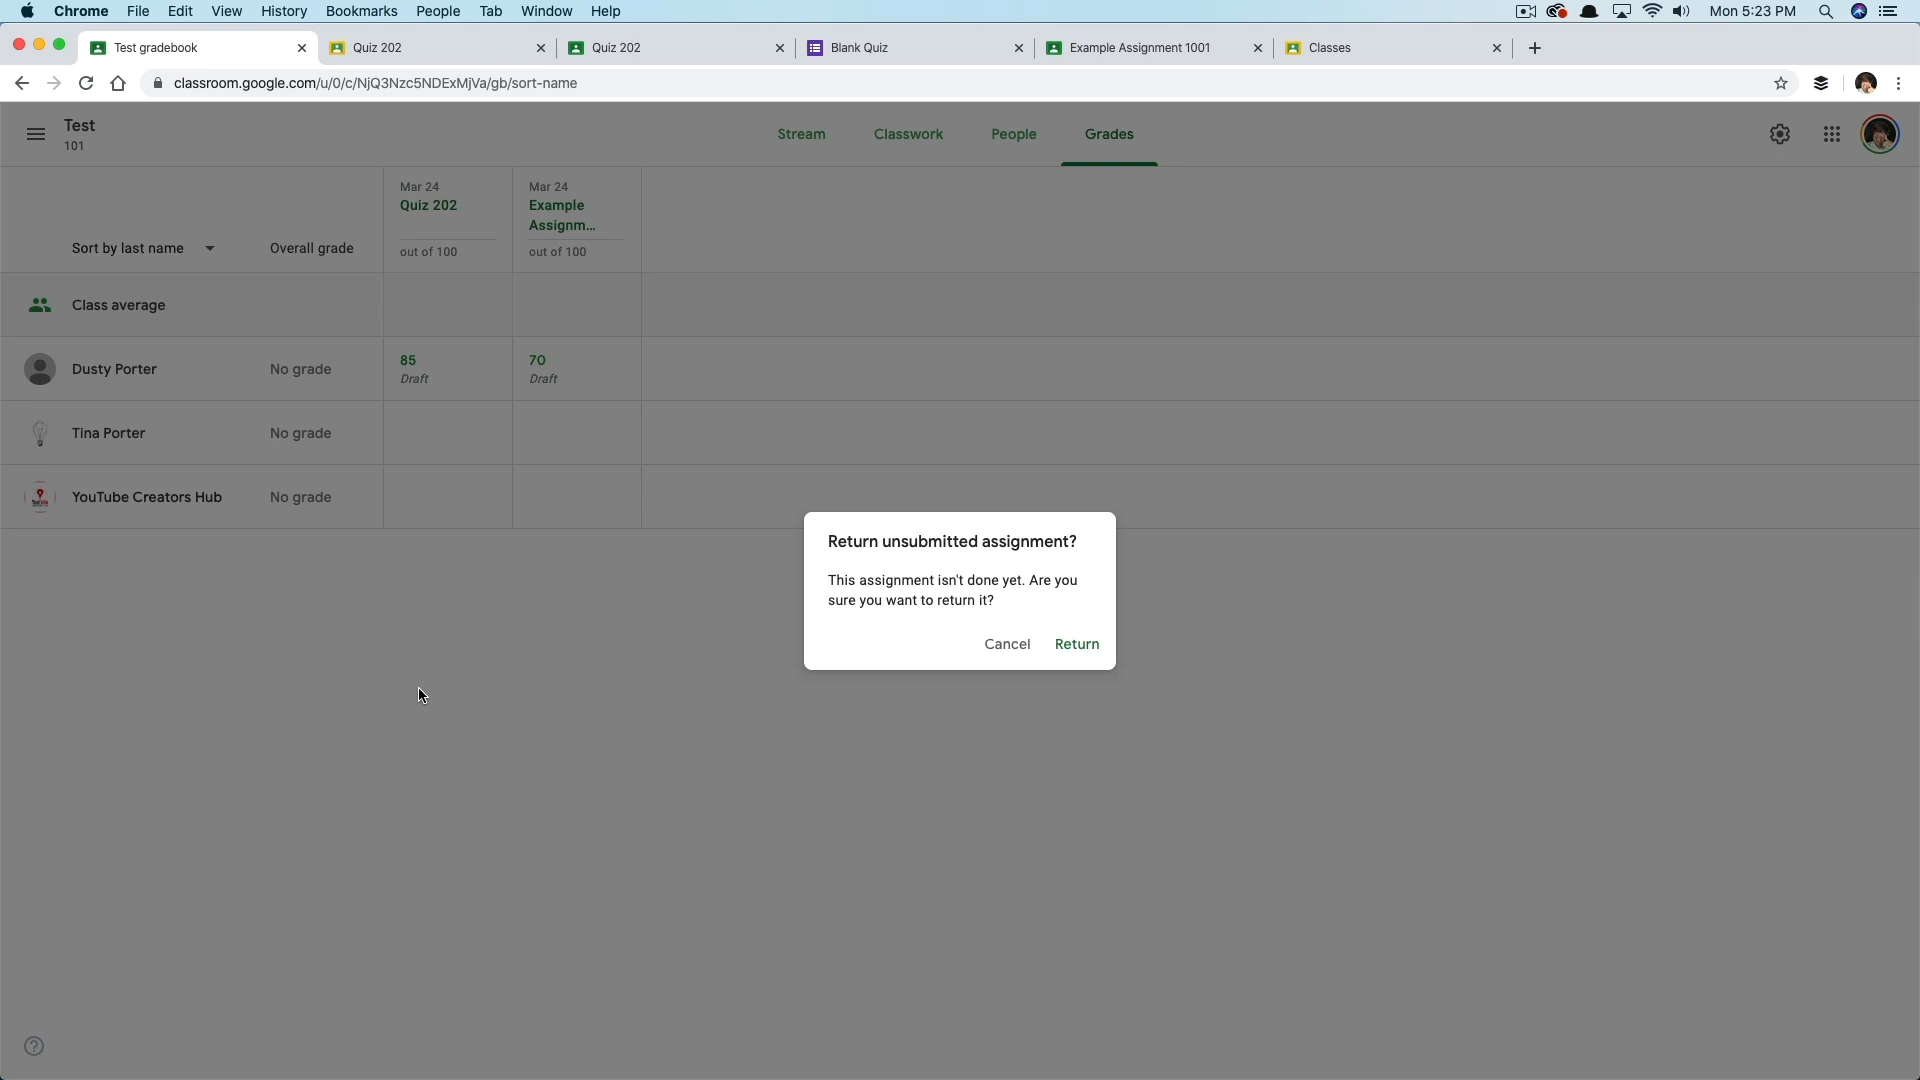 Chrome File Edit View History Bookmarks People Tab Window Help Mon 5:23 PM
Test gradebook Quiz 202 Quiz 202 Blank Quiz Example Assignment 1001 Classes
classroom.google.com/u/0/c/NjQ3Nzc5NDExMjVa/gb/sort-name
Test
101
Stream Classwork People Grades
Mar 24 Mar 24
Quiz 202 Example
Assignm...
Sort by last name Overall grade out of 100 out of 100
Class average
Dusty Porter No grade 85 70
Draft Draft
Tina Porter No grade
YouTube Creators Hub No grade
Return unsubmitted assignment?
This assignment isn't done yet. Are you
sure you want to return it?
Cancel Return